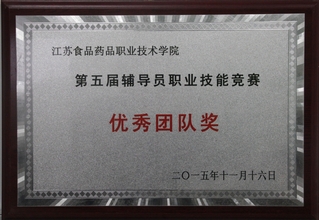 江苏食品药品职业技术学院
第五届辅导员职业技能竞赛
优秀团队奖
二〇一五年十一月十六日